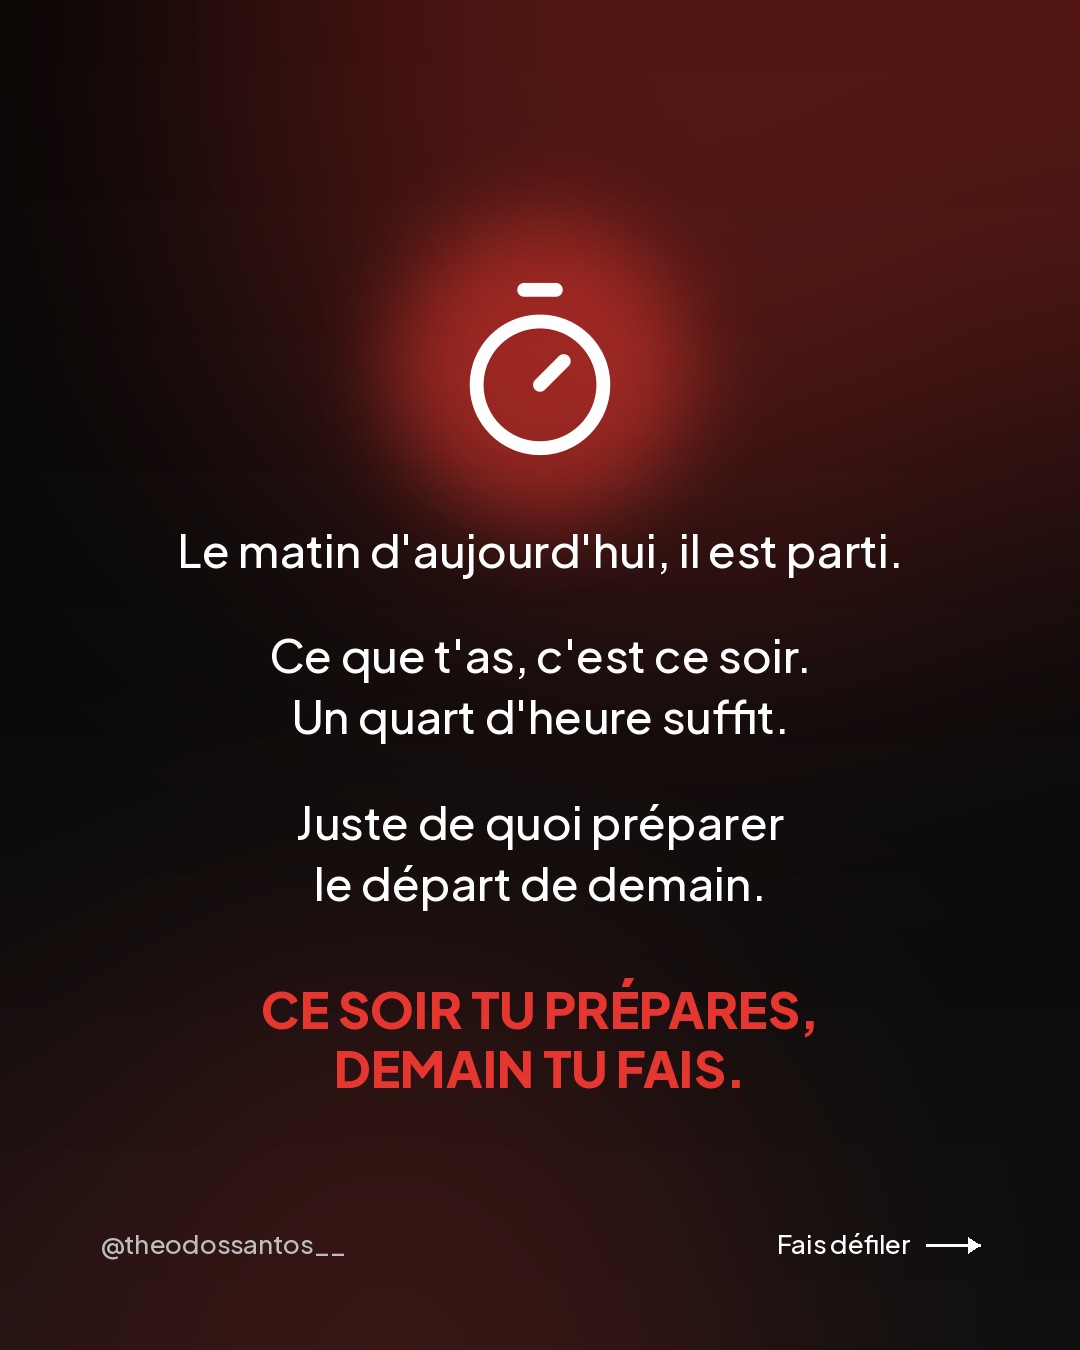 Le matin d'aujourd'hui, il est parti.
Ce que t'as, c'est ce soir.
Un quart d'heure suffit.
Juste de quoi préparer
le départ de demain.
CE SOIR TU PRÉPARES,
DEMAIN TU FAIS.
@theodossantos__
Fais défiler